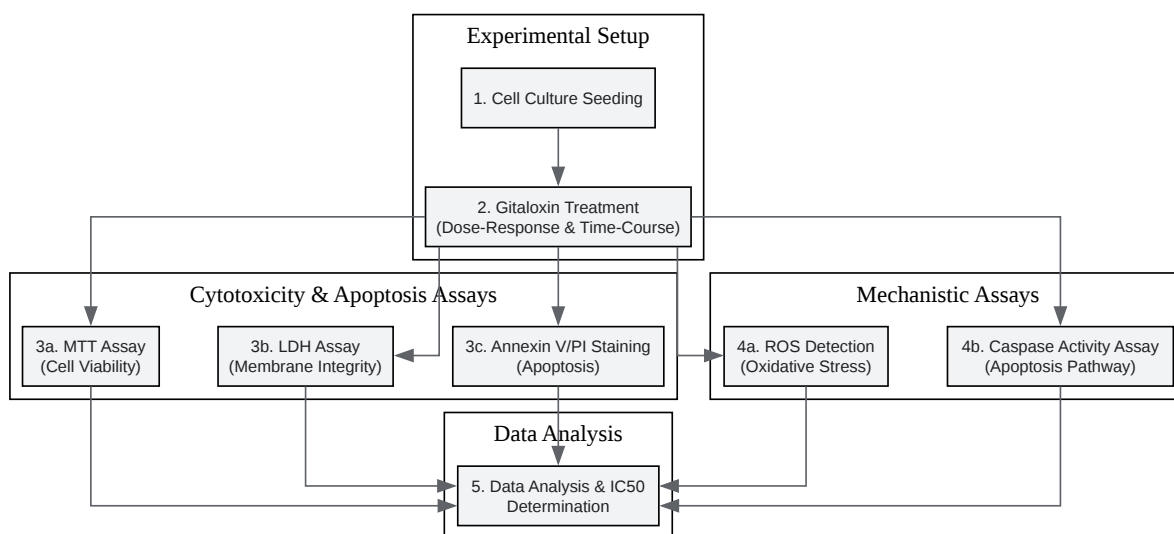 Experimental Setup
1. Cell Culture Seeding
2. Gitaloxin Treatment
(Dose-Response & Time-Course)
Cytotoxicity & Apoptosis Assays
3a. MTT Assay
(Cell Viability)
3b. LDH Assay
(Membrane Integrity)
3c. Annexin V/PI Staining
(Apoptosis)
Mechanistic Assays
4a. ROS Detection
(Oxidative Stress)
4b. Caspase Activity Assay
(Apoptosis Pathway)
Data Analysis
5. Data Analysis & IC50
Determination